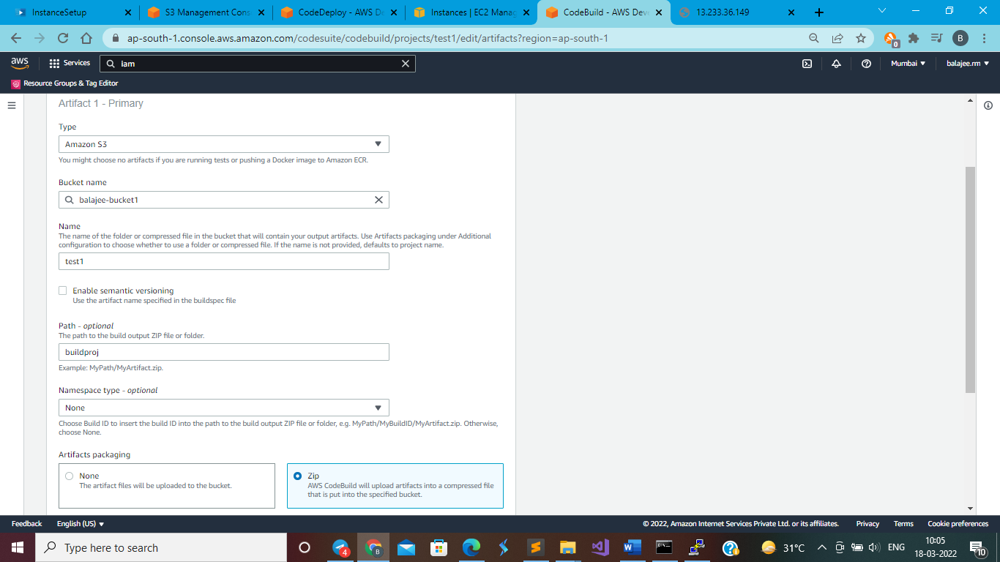 InstanceSetup
S3 Management Cons
CodeDeploy - AWS De
Instances | EC2 Manag
CodeBuild - AWS Deve
13.233.36.149
ap-south-1.console.aws.amazon.com/codesuite/codebuild/projects/test1/edit/artifacts?region=ap-south-1
0
B
aws
Services
iam
Mumbai
balajee.rm
Resource Groups & Tag Editor
Artifact 1 - Primary
Type
Amazon S3
You might choose no artifacts if you are running tests or pushing a Docker image to Amazon ECR.
Bucket name
balajee-bucket1
Name
The name of the folder or compressed file in the bucket that will contain your output artifacts. Use Artifacts packaging under Additional
configuration to choose whether to use a folder or compressed file. If the name is not provided, defaults to project name.
test1
Enable semantic versioning
Use the artifact name specified in the buildspec file
Path - optional
The path to the build output ZIP file or folder.
buildproj
Example: MyPath/MyArtifact.zip.
Namespace type - optional
None
Choose Build ID to insert the build ID into the path to the build output ZIP file or folder, e.g. MyPath/MyBuildID/MyArtifact.zip. Otherwise,
choose None.
Artifacts packaging
None
The artifact files will be uploaded to the bucket.
Zip
AWS CodeBuild will upload artifacts into a compressed file
that is put into the specified bucket.
Feedback
English (US)
© 2022, Amazon Internet Services Private Ltd. or its affiliates.
Privacy
Terms
Cookie preferences
Type here to search
4
B
31°C
ENG
10:05
18-03-2022
10